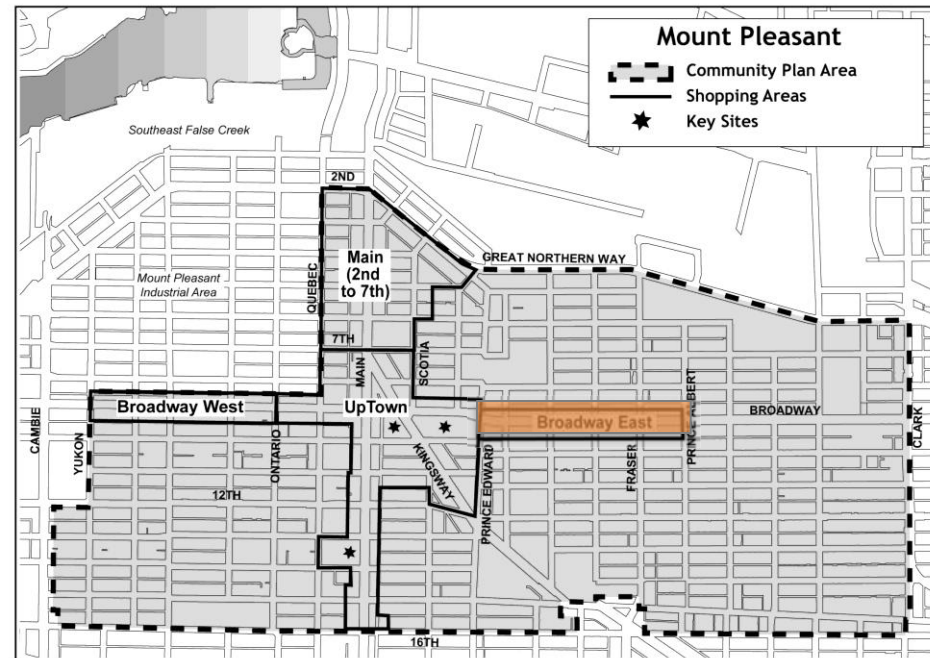 Mount Pleasant
Community Plan Area
Shopping Areas
Key Sites
Southeast False Creek
2ND
GREAT NORTHERN WAY
Main
(2nd
to 7th)
Mount Pleasant
Industrial Area
QUEBEC
7TH
MAIN
SCOTIA
Broadway West
UpTown
Broadway East
BROADWAY
PRINCE ALBERT
CAMBIE
YUKON
ONTARIO
KINGSWAY
PRINCE EDWARD
FRASER
CLARK
12TH
16TH